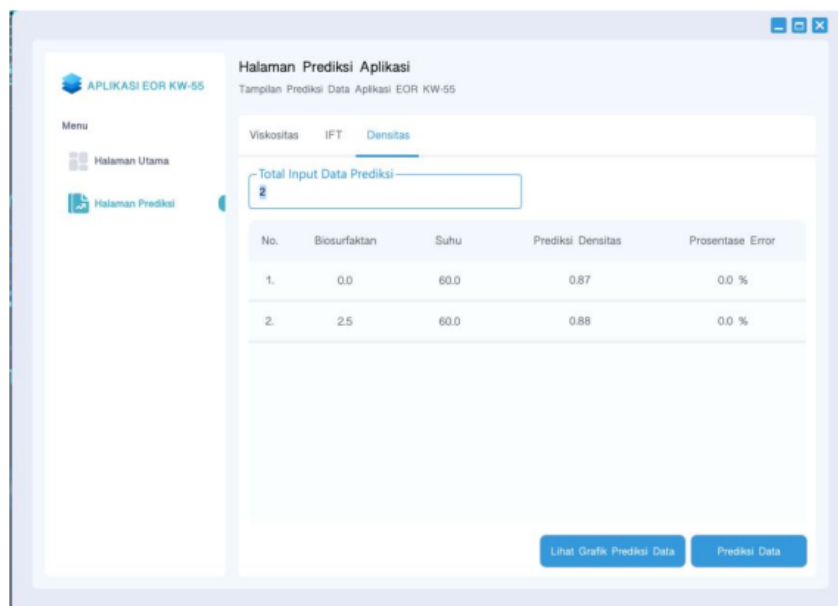 APLIKASI EOR KW-55
Menu
Halaman Utama
Halaman Prediksi
Halaman Prediksi Aplikasi
Tampilan Prediksi Data Aplikasi EOR KW-55
Viskositas IFT Densitas
Total Input Data Prediksi
2
No. Biosurfaktan Suhu Prediksi Densitas Prosentase Error
1. 0.0 60.0 0.87 0.0 %
2. 2.5 60.0 0.88 0.0 %
Lihat Grafik Prediksi Data Prediksi Data